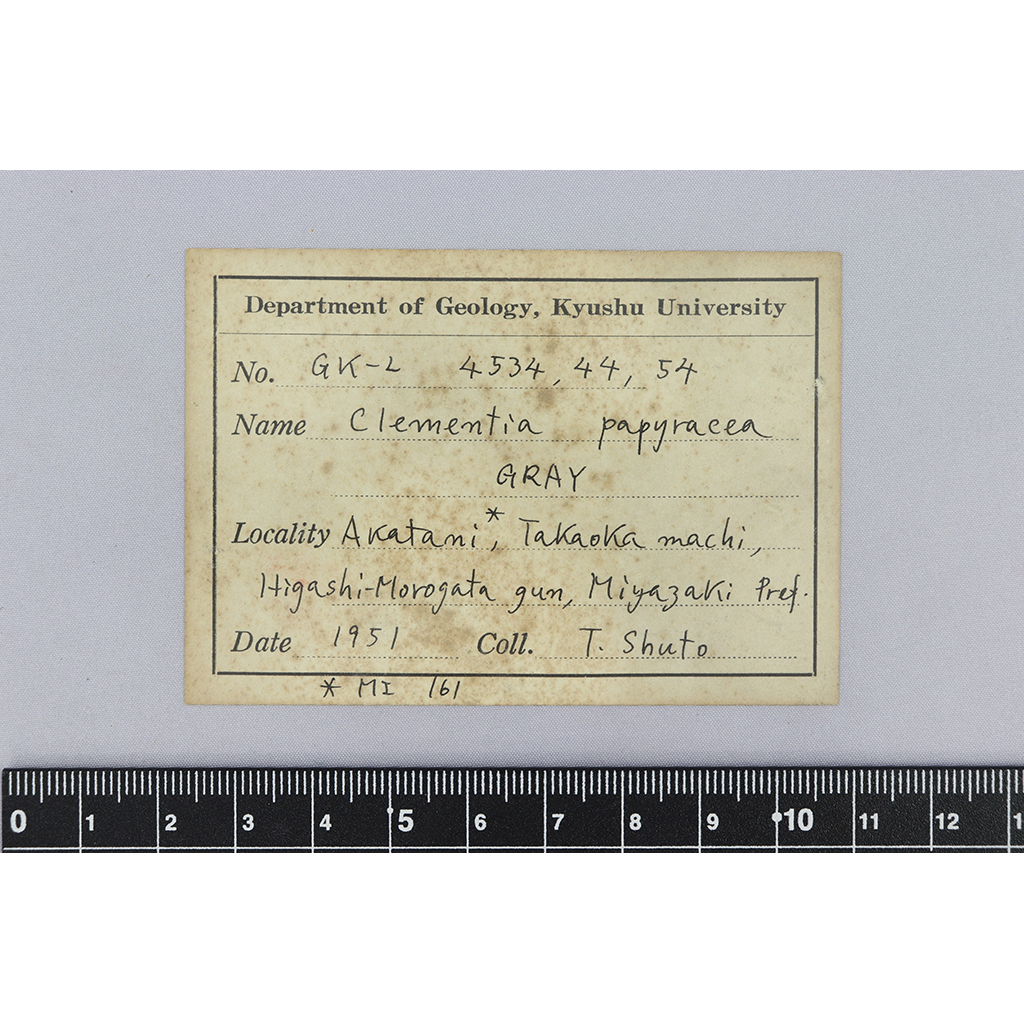 Department of Geology, Kyushu University
No. GK-L 4534, 44, 54
Name Clementia papyracea
GRAY
Locality Akatani*, Takaoka machi,
Higashi-Morogata gun, Miyazaki Pref.
Date 1951 Coll. T. Shuto
* MI 161
0 1 2 3 4 5 6 7 8 9 10 11 12 1